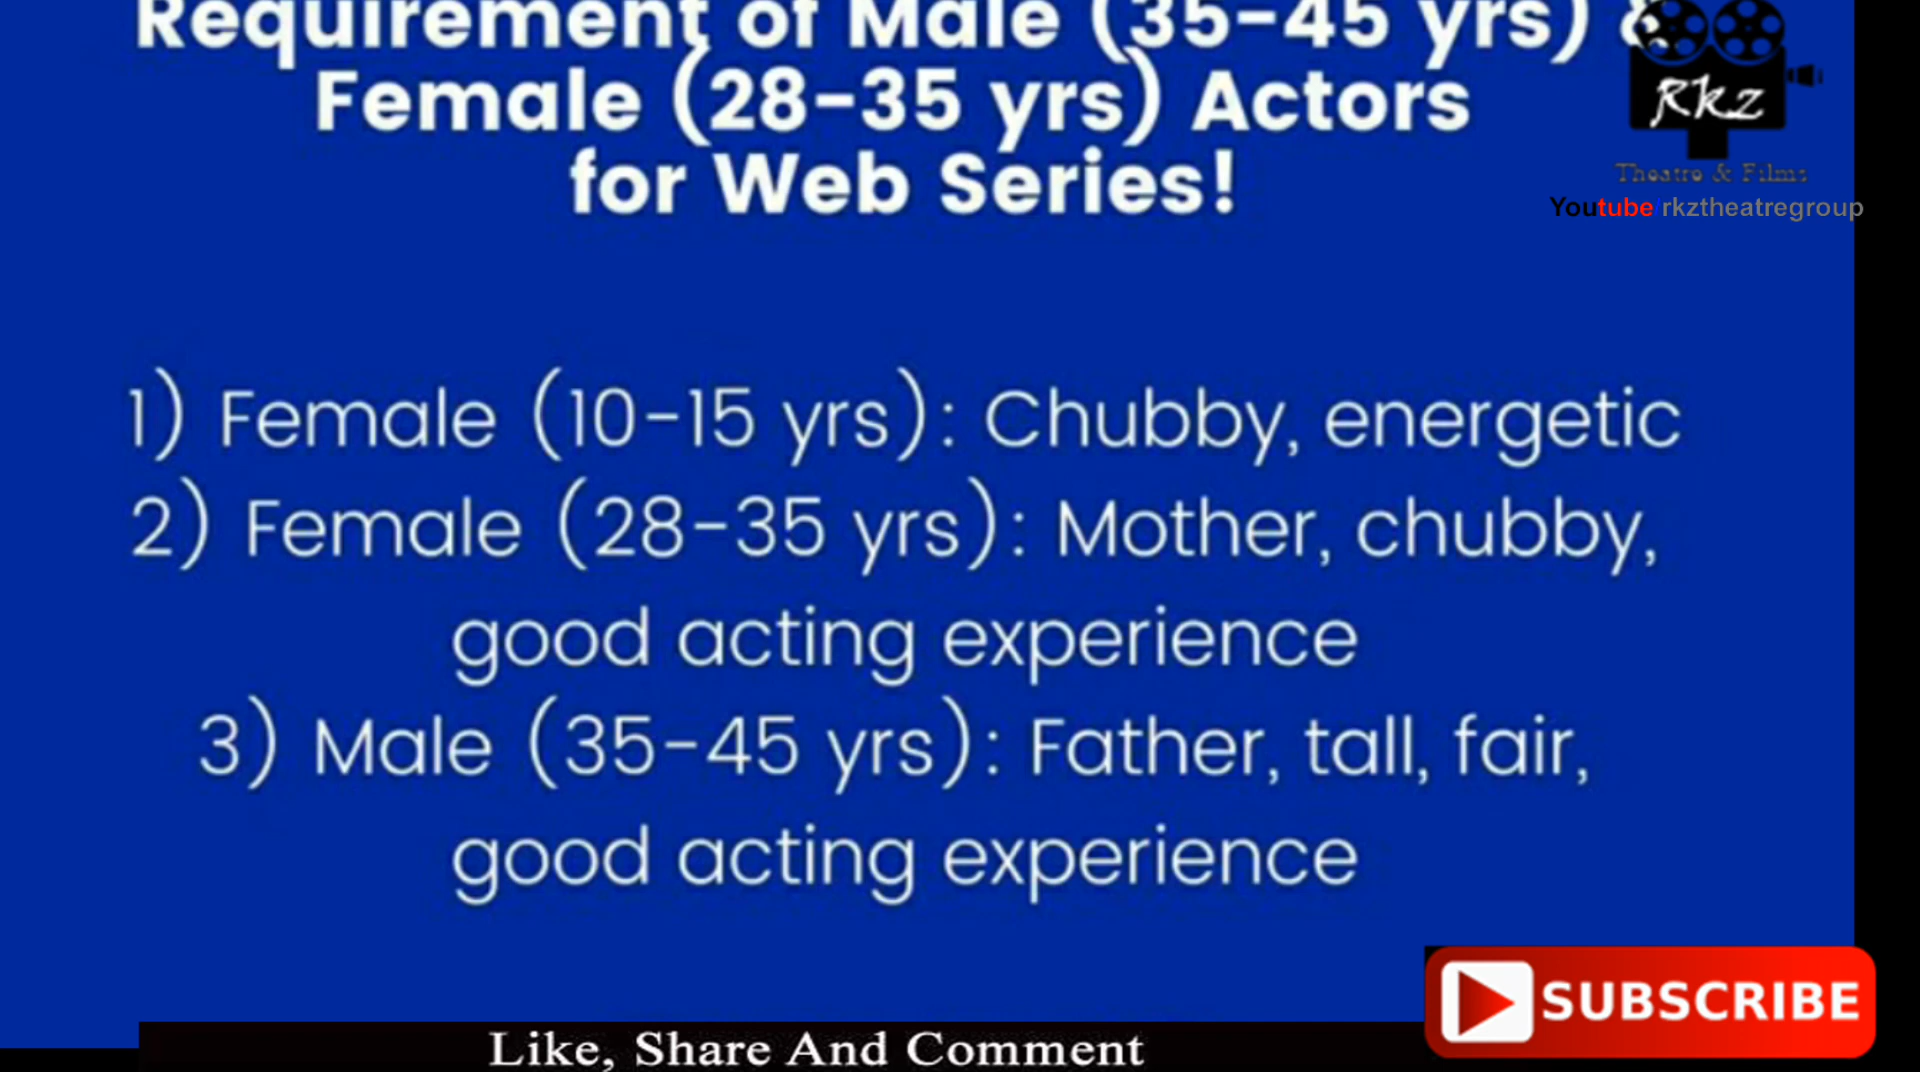 Requirement of Male (35-45 yrs) &
Female (28-35 yrs) Actors
for Web Series!
Rkz
Theatre & Films
Youtube/rkztheatregroup
1) Female (10-15 yrs): Chubby, energetic
2) Female (28-35 yrs): Mother, chubby,
good acting experience
3) Male (35-45 yrs): Father, tall, fair,
good acting experience
SUBSCRIBE
Like, Share And Comment